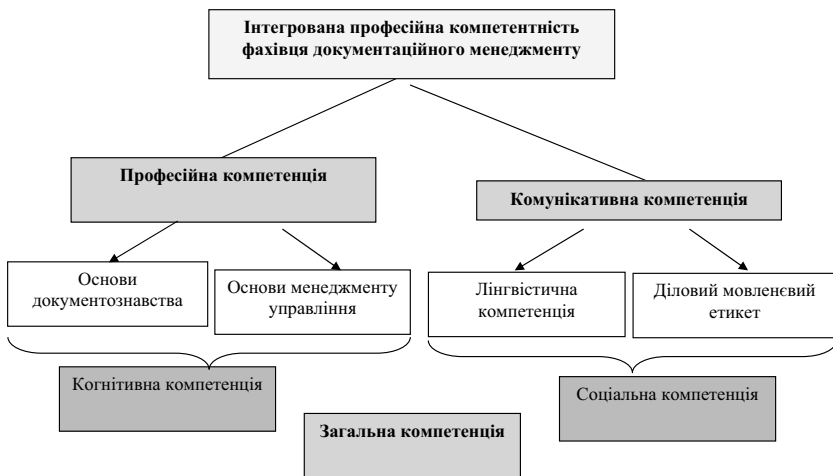 Інтегрована професійна компетентність
фахівця документаційного менеджменту
Професійна компетенція
Комунікативна компетенція
Основи
документознавства
Основи менеджменту
управління
Лінгвістична
компетенція
Діловий мовленєвий
етикет
Когнітивна компетенція
Соціальна компетенція
Загальна компетенція